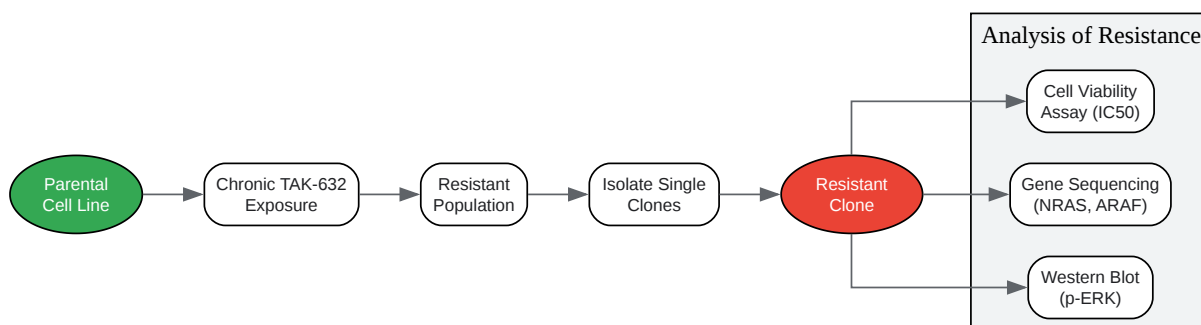 Parental
Cell Line
Chronic TAK-632
Exposure
Resistant
Population
Isolate Single
Clones
Resistant
Clone
Analysis of Resistance
Cell Viability
Assay (IC50)
Gene Sequencing
(NRAS, ARAF)
Western Blot
(p-ERK)